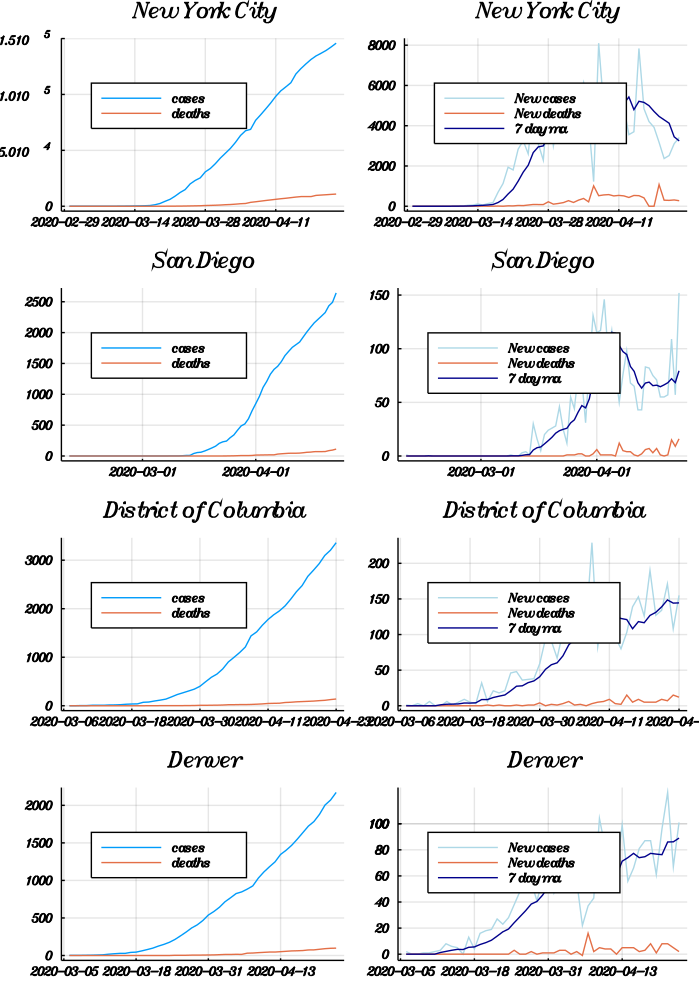 New York City
5
1.510
5
1.010
4
5.010
0
cases
deaths
2020-02-29 2020-03-14 2020-03-28 2020-04-11
New York City
8000
6000
4000
2000
0
New cases
New deaths
7 day ma
2020-02-29 2020-03-14 2020-03-28 2020-04-11
San Diego
2500
2000
1500
1000
500
0
cases
deaths
2020-03-01 2020-04-01
San Diego
150
100
50
0
New cases
New deaths
7 day ma
2020-03-01 2020-04-01
District of Columbia
3000
2000
1000
0
cases
deaths
2020-03-06 2020-03-18 2020-03-30 2020-04-11 2020-04-23
District of Columbia
200
150
100
50
0
New cases
New deaths
7 day ma
2020-03-06 2020-03-18 2020-03-30 2020-04-11 2020-04-
Denver
2000
1500
1000
500
0
cases
deaths
2020-03-05 2020-03-18 2020-03-31 2020-04-13
Denver
100
80
60
40
20
0
New cases
New deaths
7 day ma
2020-03-05 2020-03-18 2020-03-31 2020-04-13